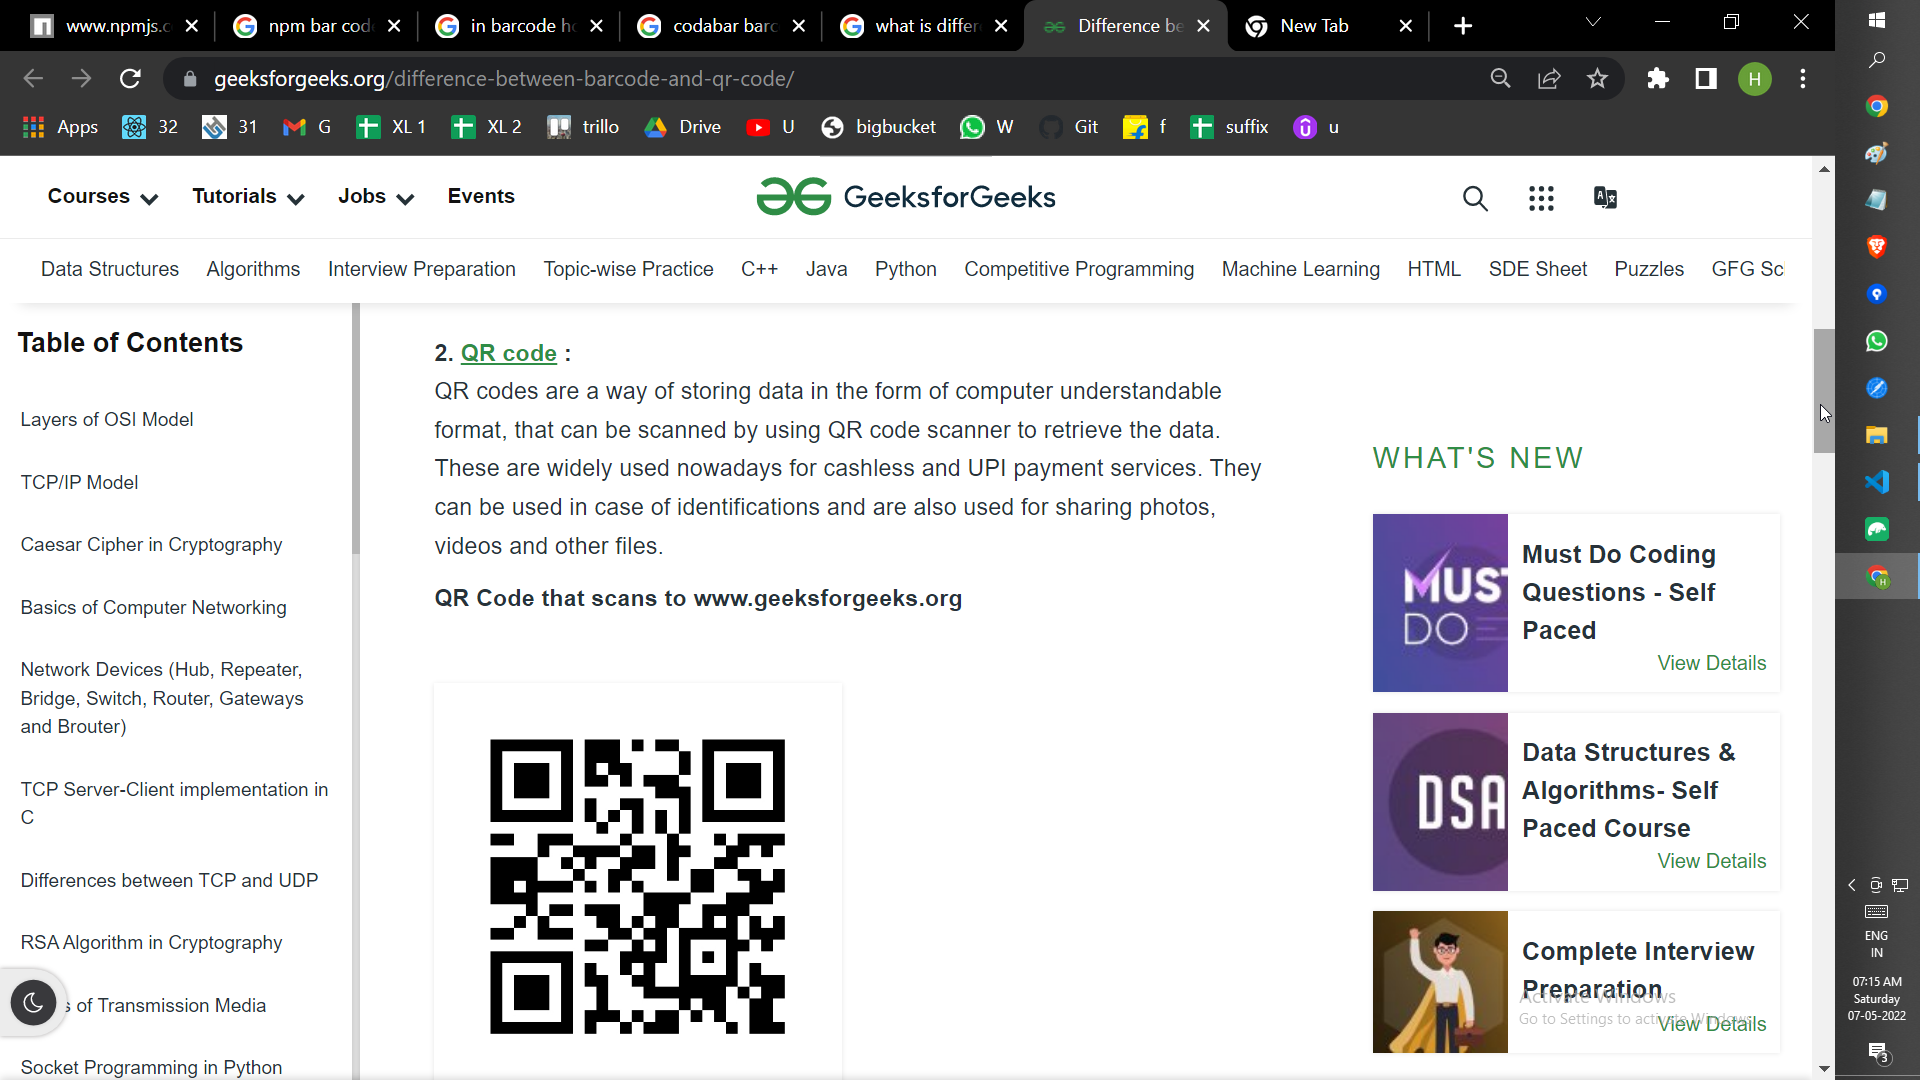 www.npmjs.c
npm bar cod
in barcode ho
codabar barc
what is differ
Difference be
New Tab
geeksforgeeks.org/difference-between-barcode-and-qr-code/
H
Apps
32
31
G
XL 1
XL 2
trillo
Drive
U
bigbucket
W
Git
f
suffix
u
Courses
Tutorials
Jobs
Events
GeeksforGeeks
Data Structures
Algorithms
Interview Preparation
Topic-wise Practice
C++
Java
Python
Competitive Programming
Machine Learning
HTML
SDE Sheet
Puzzles
GFG Scl
Table of Contents
Layers of OSI Model
TCP/IP Model
Caesar Cipher in Cryptography
Basics of Computer Networking
Network Devices (Hub, Repeater,
Bridge, Switch, Router, Gateways
and Brouter)
TCP Server-Client implementation in
C
Differences between TCP and UDP
RSA Algorithm in Cryptography
of Transmission Media
Socket Programming in Python
2. QR code :
QR codes are a way of storing data in the form of computer understandable
format, that can be scanned by using QR code scanner to retrieve the data.
These are widely used nowadays for cashless and UPI payment services. They
can be used in case of identifications and are also used for sharing photos,
videos and other files.
QR Code that scans to www.geeksforgeeks.org
WHAT'S NEW
MUST
DO
Must Do Coding
Questions - Self
Paced
View Details
DSA
Data Structures &
Algorithms- Self
Paced Course
View Details
Complete Interview
Preparation
View Details
Activate Windows
Go to Settings to activate Windows.
ENG
IN
07:15 AM
Saturday
07-05-2022
3